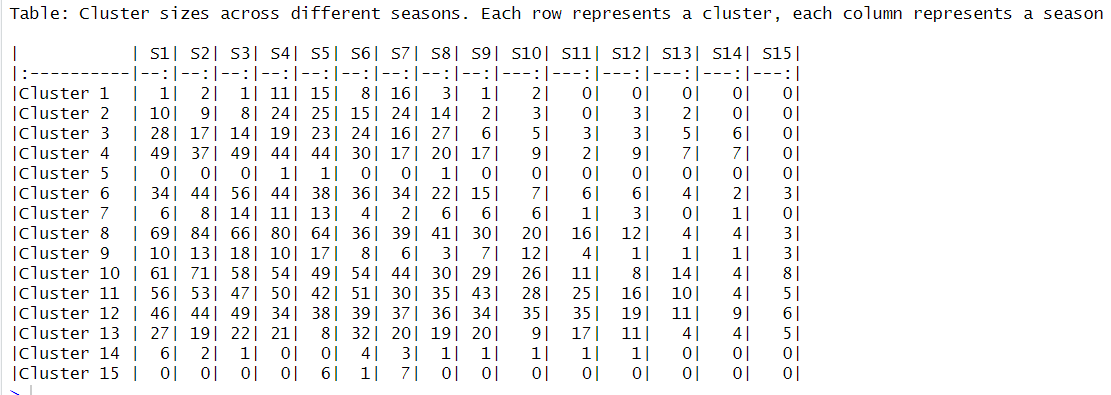 Table: Cluster sizes across different seasons. Each row represents a cluster, each column represents a season

|           | S1| S2| S3| S4| S5| S6| S7| S8| S9| S10| S11| S12| S13| S14| S15|
|:----------|--:|--:|--:|--:|--:|--:|--:|--:|--:|---:|---:|---:|---:|---:|---:|
|Cluster 1  |  1|  2|  1| 11| 15|  8| 16|  3|  1|   2|   0|   0|   0|   0|   0|
|Cluster 2  | 10|  9|  8| 24| 25| 15| 24| 14|  2|   3|   0|   3|   2|   0|   0|
|Cluster 3  | 28| 17| 14| 19| 23| 24| 16| 27|  6|   5|   3|   3|   5|   6|   0|
|Cluster 4  | 49| 37| 49| 44| 44| 30| 17| 20| 17|   9|   2|   9|   7|   7|   0|
|Cluster 5  |  0|  0|  0|  1|  1|  0|  0|  1|  0|   0|   0|   0|   0|   0|   0|
|Cluster 6  | 34| 44| 56| 44| 38| 36| 34| 22| 15|   7|   6|   6|   4|   2|   3|
|Cluster 7  |  6|  8| 14| 11| 13|  4|  2|  6|  6|   6|   1|   3|   0|   1|   0|
|Cluster 8  | 69| 84| 66| 80| 64| 36| 39| 41| 30|  20|  16|  12|   4|   4|   3|
|Cluster 9  | 10| 13| 18| 10| 17|  8|  6|  3|  7|  12|   4|   1|   1|   1|   3|
|Cluster 10 | 61| 71| 58| 54| 49| 54| 44| 30| 29|  26|  11|   8|  14|   4|   8|
|Cluster 11 | 56| 53| 47| 50| 42| 51| 30| 35| 43|  28|  25|  16|  10|   4|   5|
|Cluster 12 | 46| 44| 49| 34| 38| 39| 37| 36| 34|  35|  35|  19|  11|   9|   6|
|Cluster 13 | 27| 19| 22| 21|  8| 32| 20| 19| 20|   9|  17|  11|   4|   4|   5|
|Cluster 14 |  6|  2|  1|  0|  0|  4|  3|  1|  1|   1|   1|   1|   0|   0|   0|
|Cluster 15 |  0|  0|  0|  0|  6|  1|  7|  0|  0|   0|   0|   0|   0|   0|   0|
>